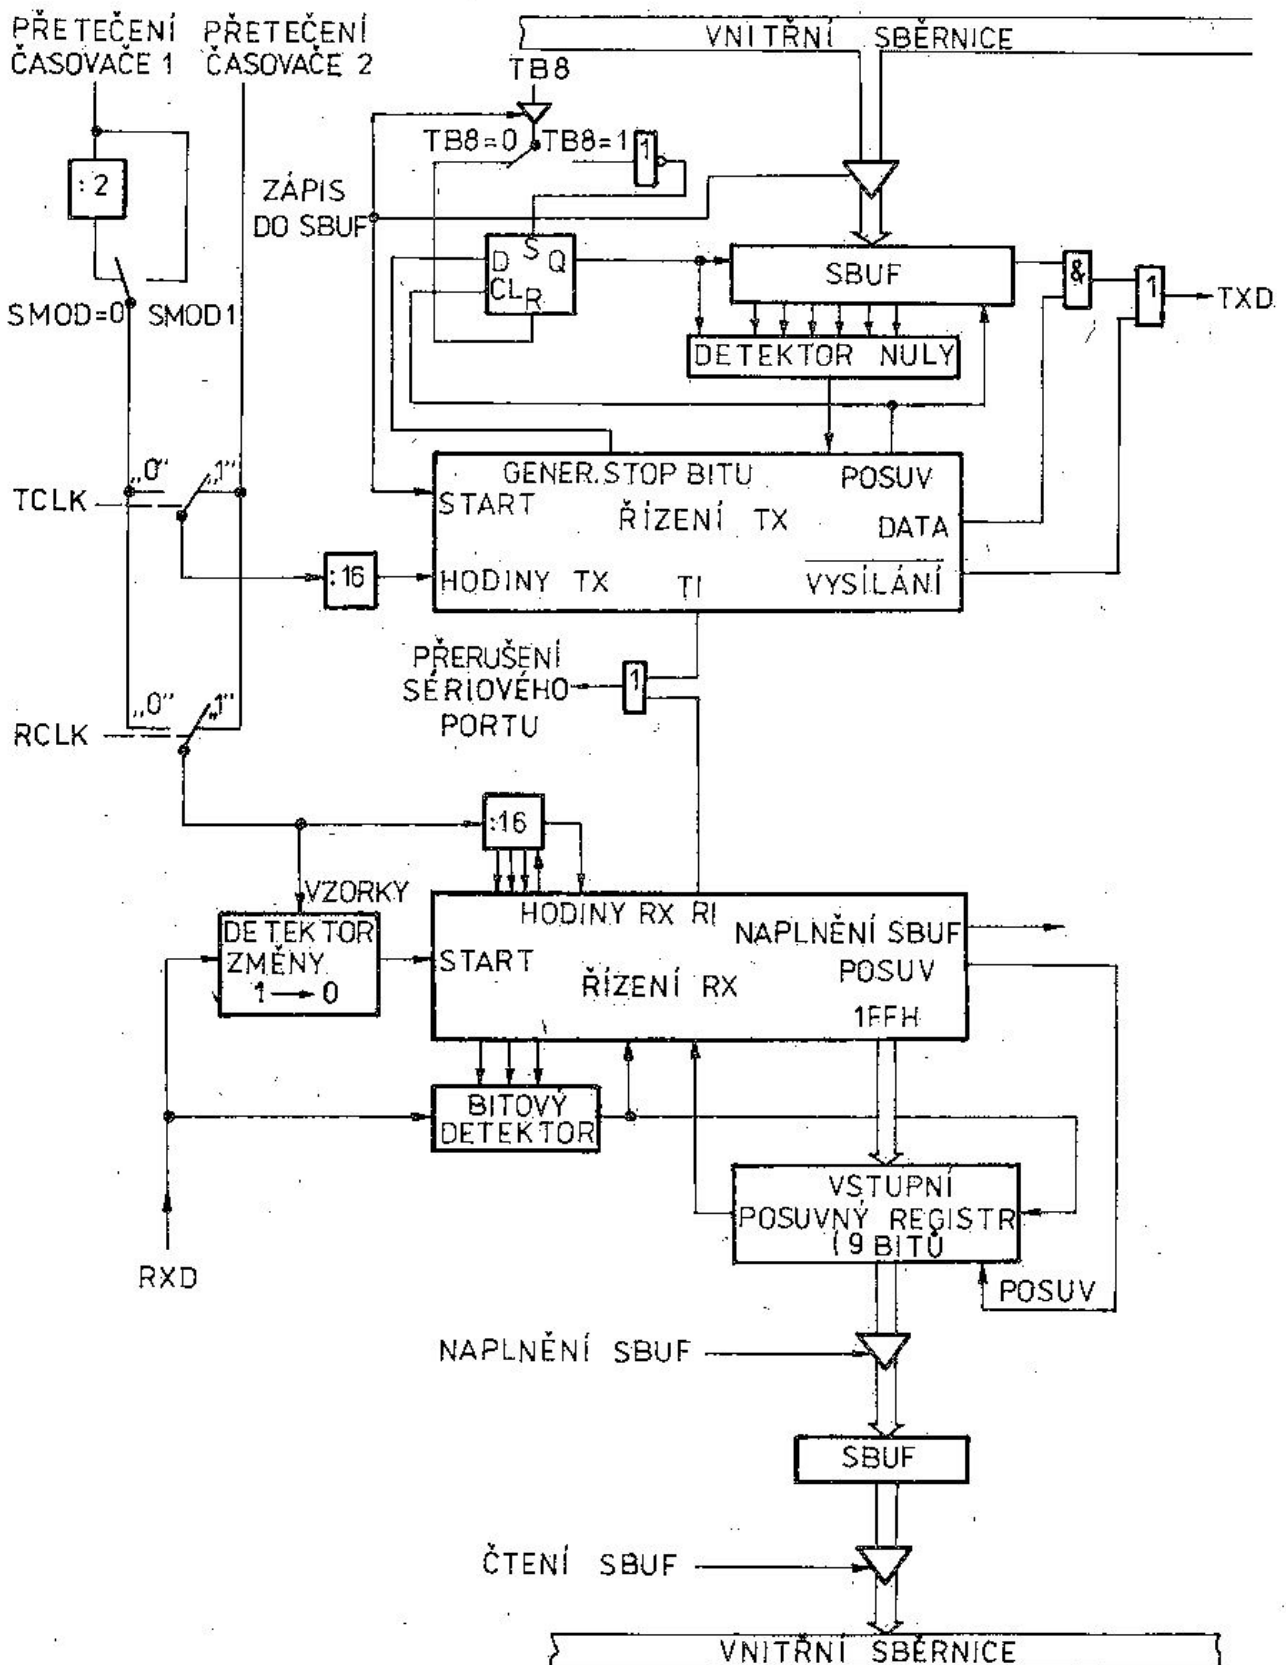 PŘETEČENÍ
ČASOVAČE 1
PŘETEČENÍ
ČASOVAČE 2
VNITŘNÍ SBĚRNICE
TB8
TB8=0
TB8=1
1
:2
ZÁPIS
DO SBUF
S
D Q
CL
R
SBUF
&
1
TXD
SMOD=0
SMOD1
DETEKTOR NULY
„0”
„1”
TCLK
GENER.STOP BITU
POSUV
START
ŘÍZENÍ TX
DATA
:16
HODINY TX
TI
VYSÍLÁNÍ
PŘERUŠENÍ
SÉRIOVÉHO
PORTU
1
„0”
„1”
RCLK
:16
VZORKY
DETEKTOR
ZMĚNY
1 → 0
HODINY RX RI
NAPLNĚNÍ SBUF
START
POSUV
ŘÍZENÍ RX
1FFH
BITOVÝ
DETEKTOR
VSTUPNÍ
POSUVNÝ REGISTR
(9 BITŮ
RXD
POSUV
NAPLNĚNÍ SBUF
SBUF
ČTENÍ SBUF
VNITŘNÍ SBĚRNICE